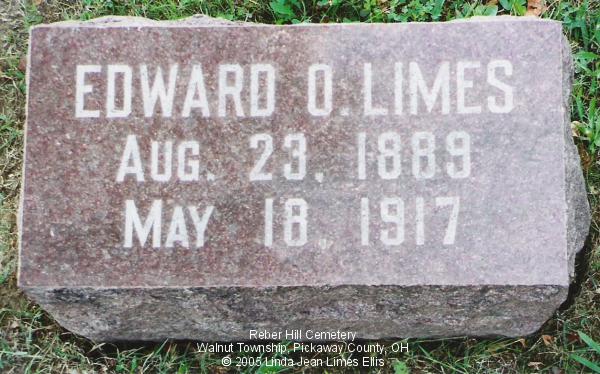 EDWARD O. LIMES
AUG. 23, 1889
MAY 18 1917
Reber Hill Cemetery
Walnut Township, Pickaway County, OH
© 2005 Linda Jean Limes Ellis